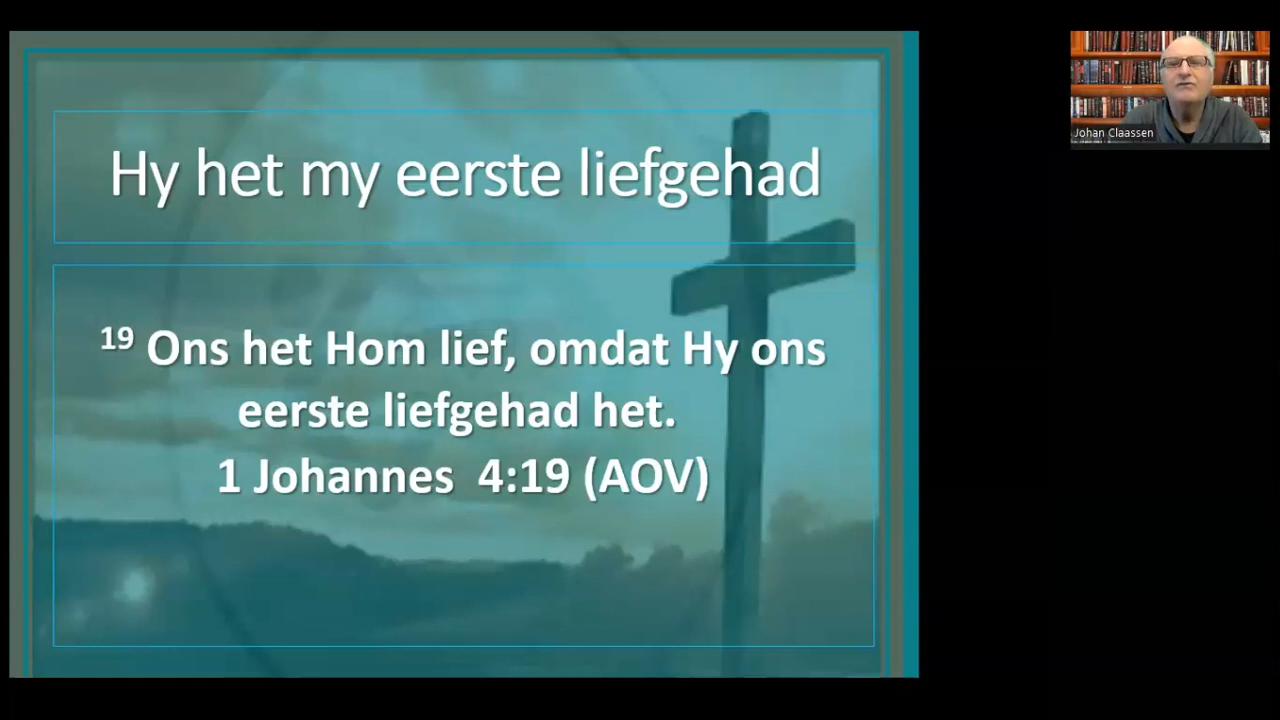 Hy het my eerste liefgehad
19 Ons het Hom lief, omdat Hy ons
eerste liefgehad het.
1 Johannes 4:19 (AOV)
Johan Claassen